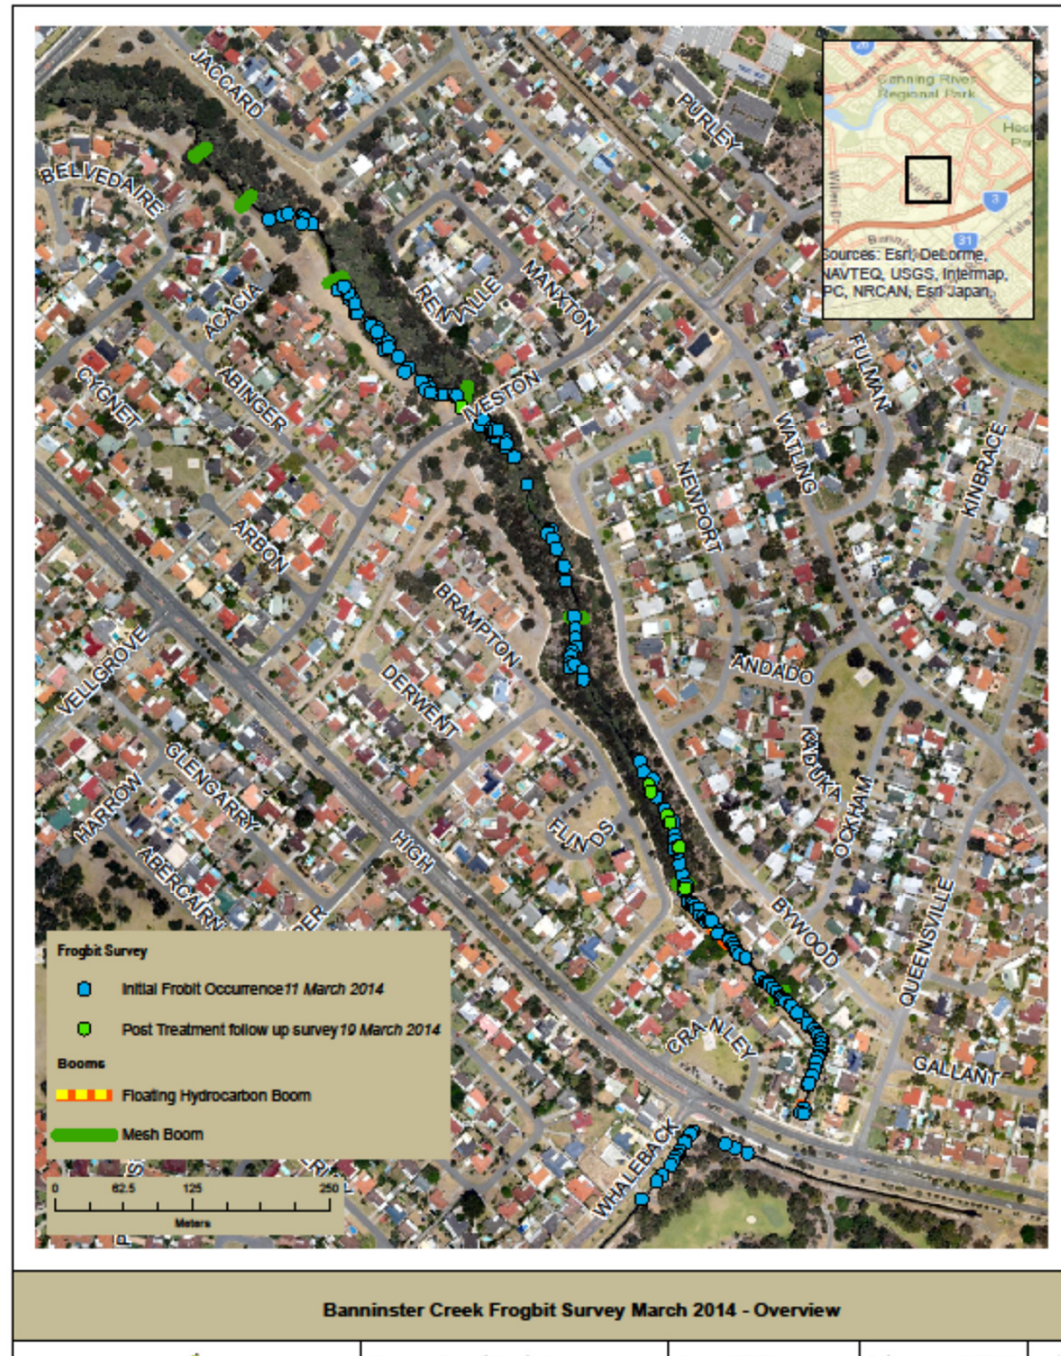 JACCARD
PURLEY
BELVEDAIRE
Canning River
Regional Park
3
31
Sources: Esri, DeLorme,
NAVTEQ, USGS, Intermap,
PC, NRCAN, Esri Japan,
MANXTON
ACACIA
CYGNET
ABINGER
WESTON
FULMAN
WATLING
KINBRACE
NEWPORT
ARBON
BRAMPTON
VELLGROVE
DERWENT
ANDADO
KADUKA
OCKHAM
GLENGARRY
HARROW
HIGH
ABERCAIRN
BYWOOD
QUEENSVILLE
CRANLEY
GALLANT
WHALEBACK
Frogbit Survey
Initial Frobit Occurrence 11 March 2014
Post Treatment follow up survey 19 March 2014
Booms
Floating Hydrocarbon Boom
Mesh Boom
0 62.5 125 250
Meters
Banninster Creek Frogbit Survey March 2014 - Overview